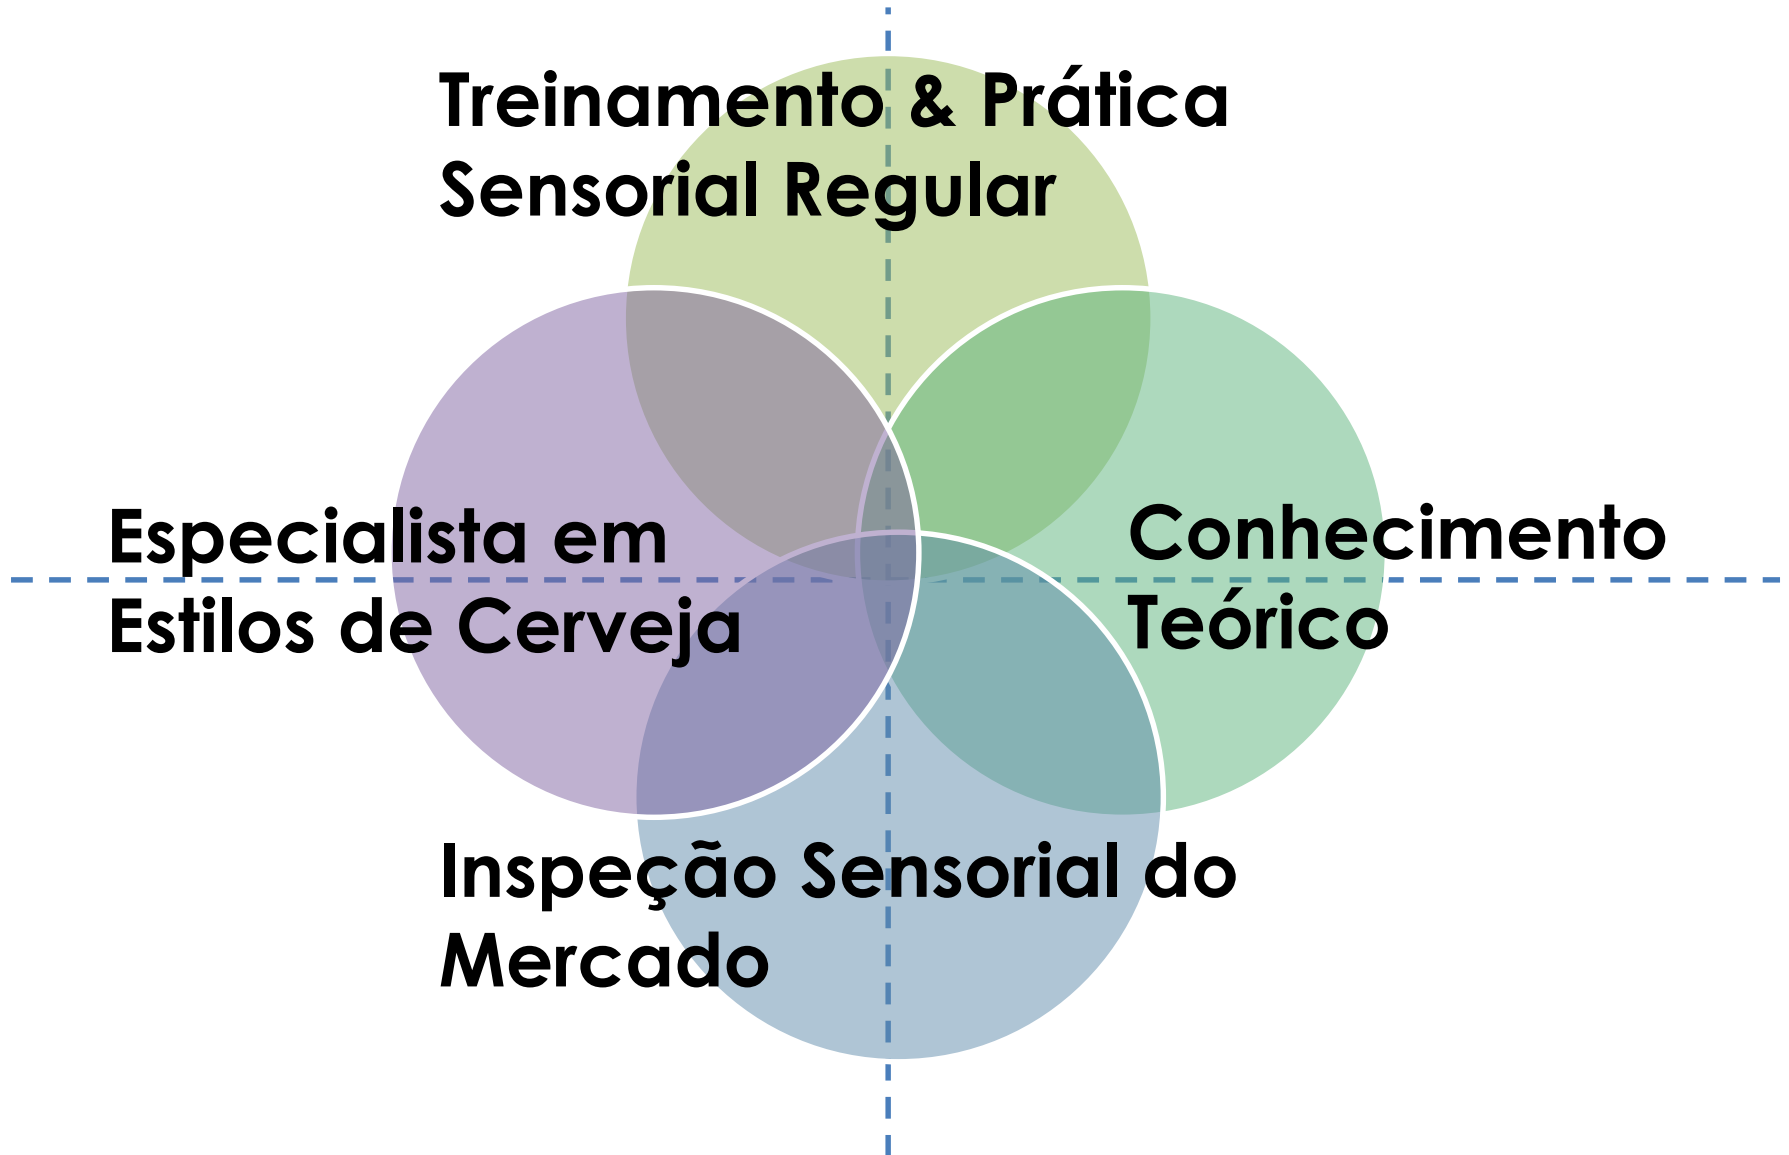 Treinamento & Prática
Sensorial Regular
Especialista em
Estilos de Cerveja
Conhecimento
Teórico
Inspeção Sensorial do
Mercado